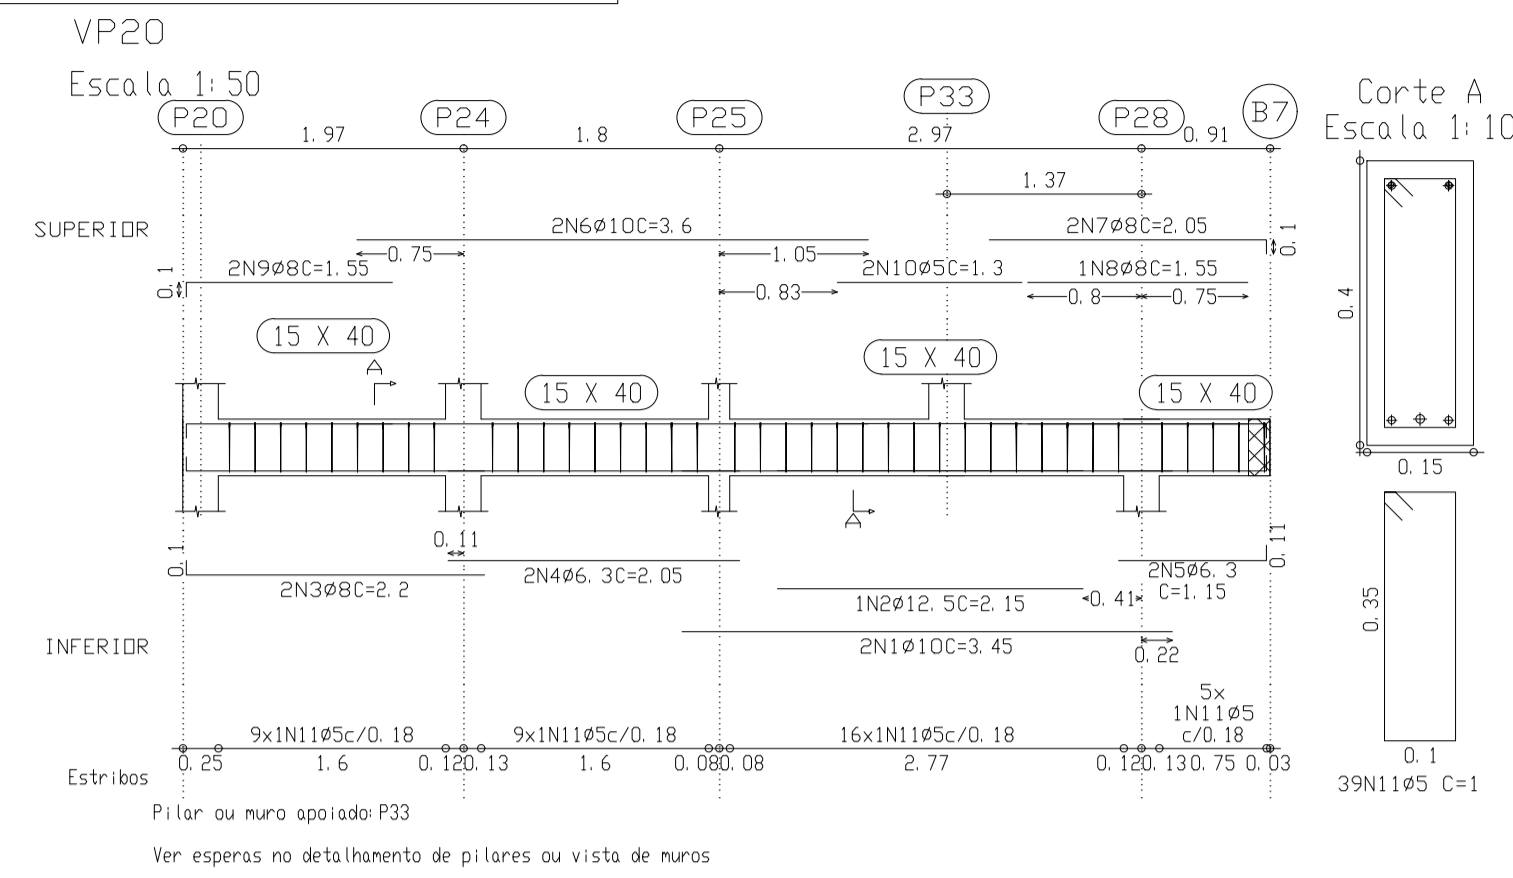 VP20
Escala 1:50
P20
P24
P25
P33
P28
B7
1.97
1.8
2.97
0.91
1.37
SUPERIOR
2N6ø10C=3.6
2N7ø8C=2.05
0.1
0.75
1.05
2N9ø8C=1.55
2N10ø5C=1.3
1N8ø8C=1.55
0.1
0.83
0.8
0.75
15 X 40
15 X 40
15 X 40
15 X 40
A
A
0.1
0.11
0.11
2N3ø8C=2.2
2N4ø6.3C=2.05
2N5ø6.3
C=1.15
1N2ø12.5C=2.15
0.41
INFERIOR
2N1ø10C=3.45
0.22
9x1N11ø5c/0.18
9x1N11ø5c/0.18
16x1N11ø5c/0.18
5x
1N11ø5
c/0.18
Estribos
0.25
1.6
0.12
0.13
1.6
0.08
0.08
2.77
0.12
0.13
0.75
0.03
Pilar ou muro apoiado: P33
Ver esperas no detalhamento de pilares ou vista de muros
Corte A
Escala 1:10
0.4
0.15
0.35
0.1
39N11ø5 C=1